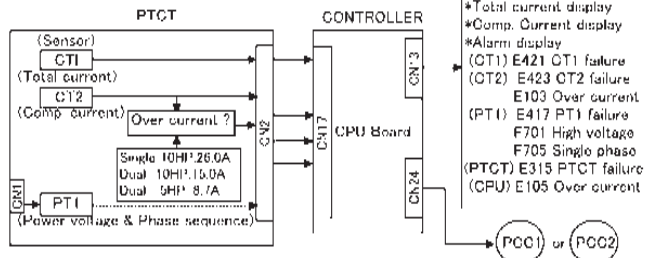 PTCT
CONTROLLER
(Sensor)
CT1
(Total current)
CT2
(Comp. current)
Over current ?
Single 10HP.26.0A
Dual 10HP.15.0A
Dual 5HP 8.7A
CN1
PT1
(Power voltage & Phase sequence)
CN2
CN17
CPU Board
CN13
CN24
*Total current display
*Comp. Current display
*Alarm display
(CT1) E421 CT1 failure
(CT2) E423 CT2 failure
E103 Over current
(PT1) E417 PT1 failure
F701 High voltage
F705 Single phase
(PTCT) E315 PTCT failure
(CPU) E105 Over current
PCC1 or PCC2